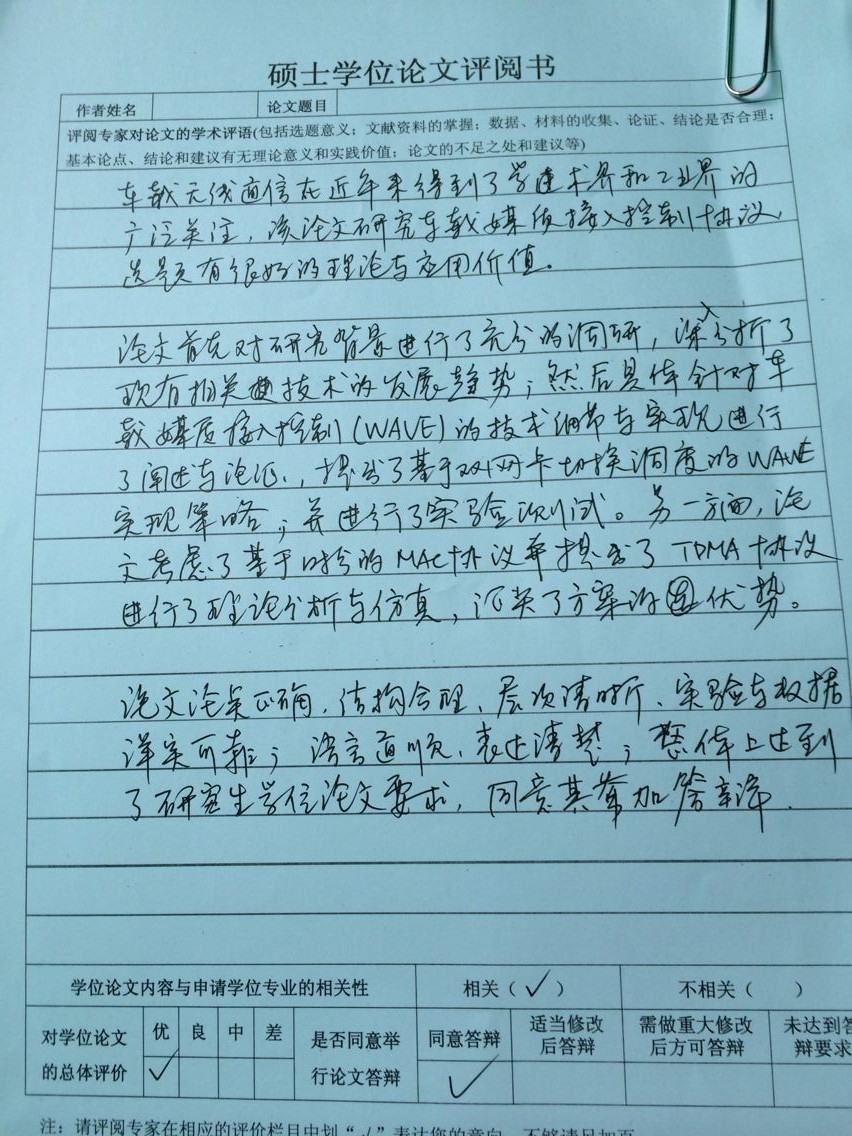 硕士学位论文评阅书
作者姓名 论文题目
评阅专家对论文的学术评语(包括选题意义；文献资料的掌握；数据、材料的收集、论证、结论是否合理；
基本论点、结论和建议有无理论意义和实践价值；论文的不足之处和建议等)
车载无线通信在近年来得到了学术界和工业界的
广泛关注，该论文研究车载媒质接入控制协议，
选题有很好的理论与应用价值。
论文首先对研究背景进行了充分的调研，深入分析了
现有相关技术的发展趋势；然后具体针对车
载媒质接入控制(WAVE)的技术细节与实现进行
了阐述与论证，提出了基于双网卡切换调度的WAVE
实现策略，并进行了实验测试。另一方面，论
文考虑了基于时分的MAC协议并提出了TDMA协议
进行了理论分析与仿真，证实了方案的优势。
论文论点正确，结构合理、层次清晰、实验与数据
详实可靠；语言通顺、表达清楚；整体上达到
了研究生学位论文要求，同意其参加答辩。
学位论文内容与申请学位专业的相关性 相关（√） 不相关（ ）
对学位论文的总体评价 优 良 中 差 是否同意举行论文答辩 同意答辩 适当修改后答辩 需做重大修改后方可答辩 未达到答辩要求
√ √
注：请评阅专家在相应的评价栏目中划“√”表达您的意向，不够请另加页